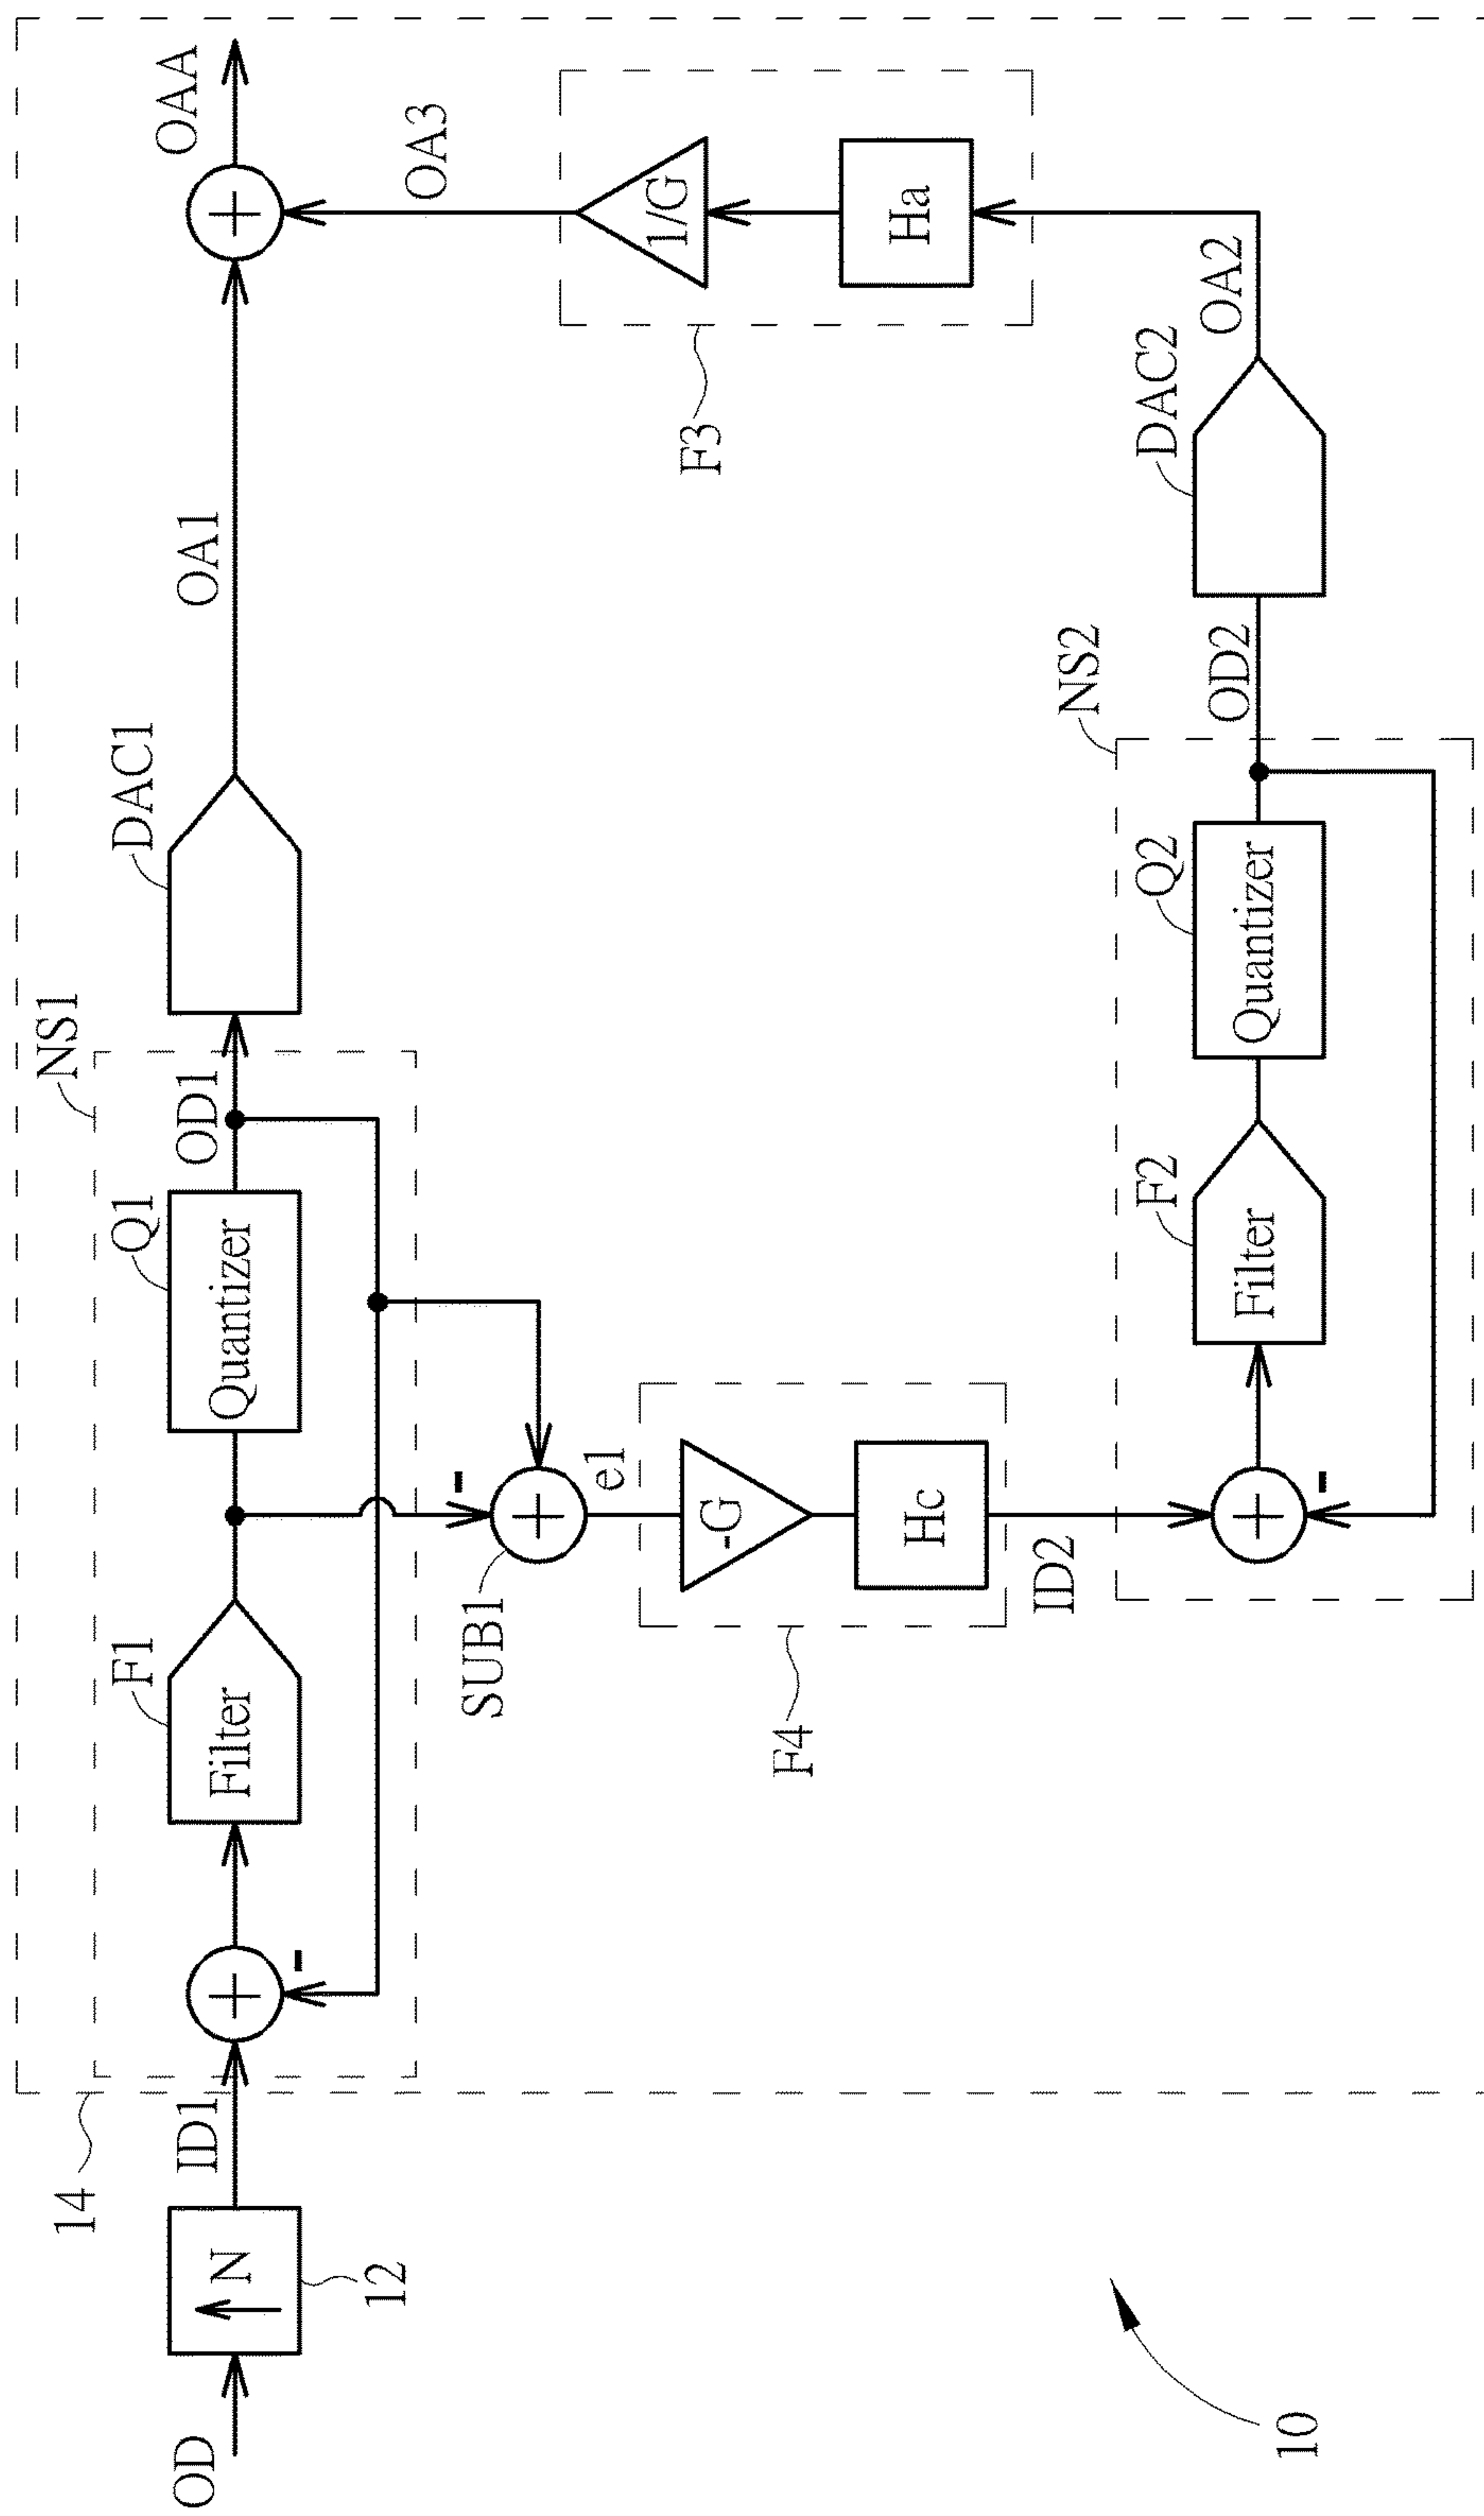 OD
N
12
ID1
14
NS1
F1
Filter
Q1
Quantizer
OD1
DAC1
OA1
OAA
-
-
SUB1
e1
F4
-G
Hc
ID2
NS2
-
F2
Filter
Q2
Quantizer
OD2
DAC2
OA2
F3
Ha
1/G
OA3
10